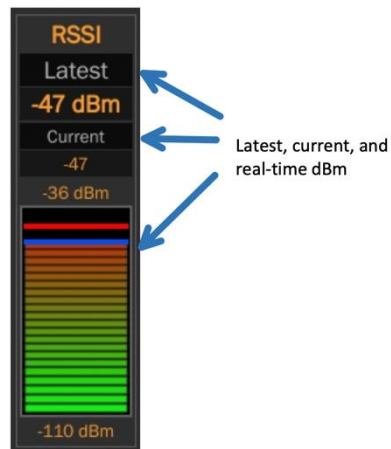 RSSI
Latest
-47 dBm
Current
-47
-36 dBm
-110 dBm
Latest, current, and
real-time dBm